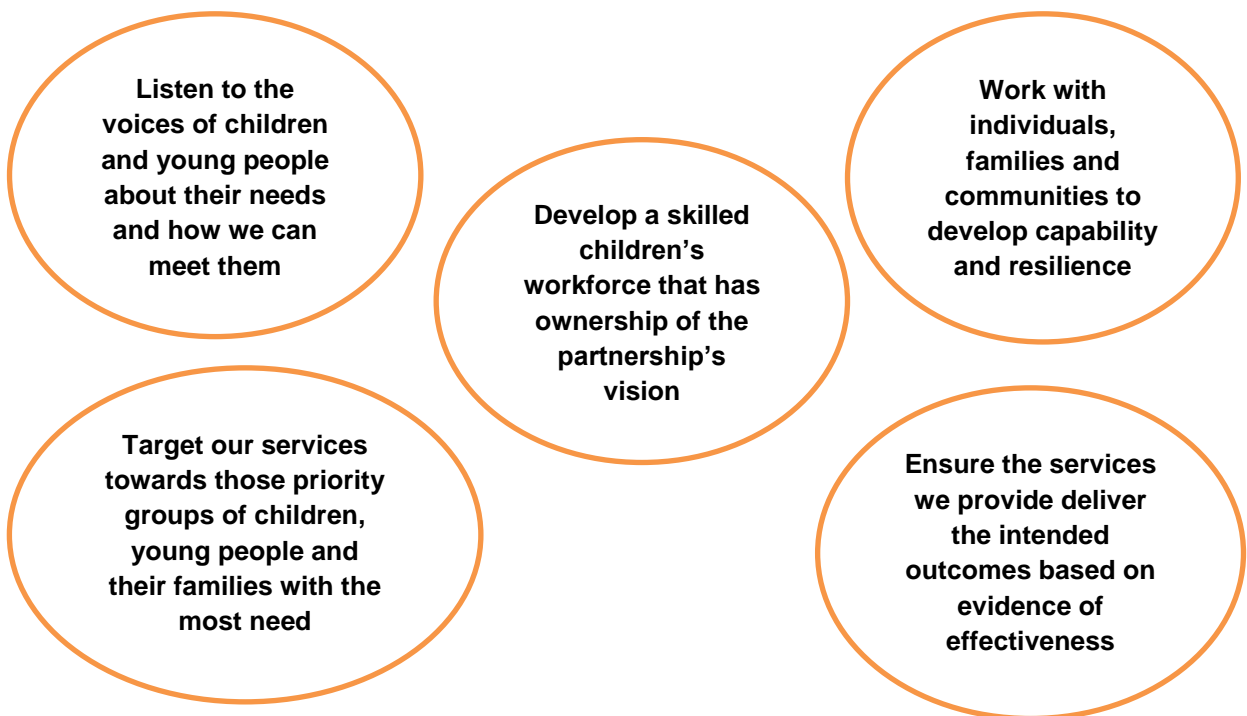 Listen to the
voices of children
and young people
about their needs
and how we can
meet them
Work with
individuals,
families and
communities to
develop capability
and resilience
Develop a skilled
children’s
workforce that has
ownership of the
partnership’s
vision
Target our services
towards those priority
groups of children,
young people and
their families with the
most need
Ensure the services
we provide deliver
the intended
outcomes based on
evidence of
effectiveness